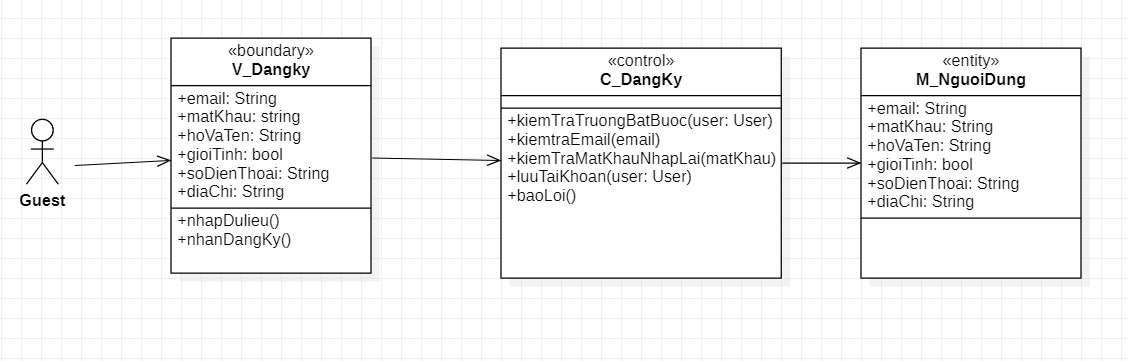 Guest
«boundary»
V_Dangky
+email: String
+matKhau: string
+hoVaTen: String
+gioiTinh: bool
+soDienThoai: String
+diaChi: String
+nhapDulieu()
+nhanDangKy()
«control»
C_DangKy
+kiemTraTruongBatBuoc(user: User)
+kiemtraEmail(email)
+kiemTraMatKhauNhapLai(matKhau)
+luuTaiKhoan(user: User)
+baoLoi()
«entity»
M_NguoiDung
+email: String
+matKhau: String
+hoVaTen: String
+gioiTinh: bool
+soDienThoai: String
+diaChi: String